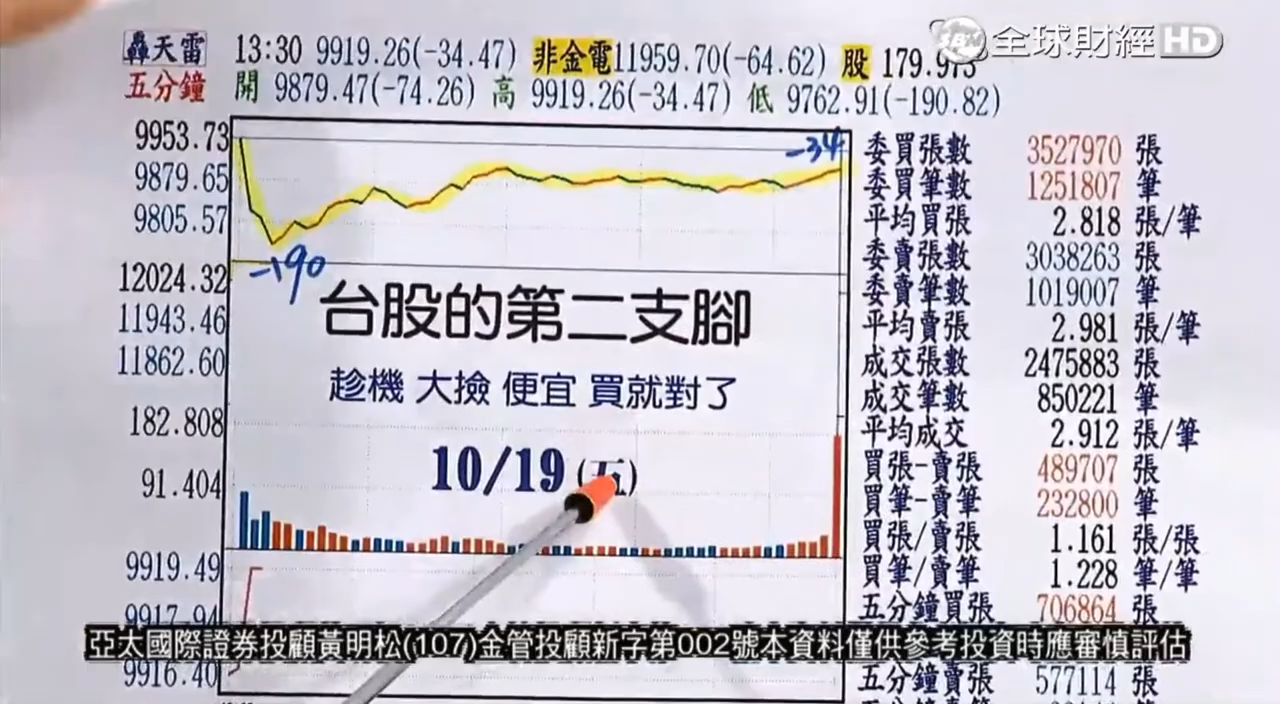 全球財經HD
轟天雷 13:30 9919.26(-34.47) 非金電11959.70(-64.62) 股 179.973
五分鐘 開 9879.47(-74.26) 高 9919.26(-34.47) 低 9762.91(-190.82)
9953.73
9879.65
9805.57
12024.32
11943.46
11862.60
182.808
91.404
9919.49
9917.94
9916.40
-34
-190
台股的第二支腳
趁機 大撿 便宜 買就對了
10/19(五)
委買張數 3527970 張
委買筆數 1251807 筆
平均買張 2.818 張/筆
委賣張數 3038263 張
委賣筆數 1019007 筆
平均賣張 2.981 張/筆
成交張數 2475883 張
成交筆數 850221 筆
平均成交 2.912 張/筆
買張-賣張 489707 張
買筆-賣筆 232800 筆
買張/賣張 1.161 張/張
買筆/賣筆 1.228 筆/筆
五分鐘買張 706864 張
五分鐘賣張 577114 張
亞太國際證券投顧黃明松(107)金管投顧新字第002號本資料僅供參考投資時應審慎評估